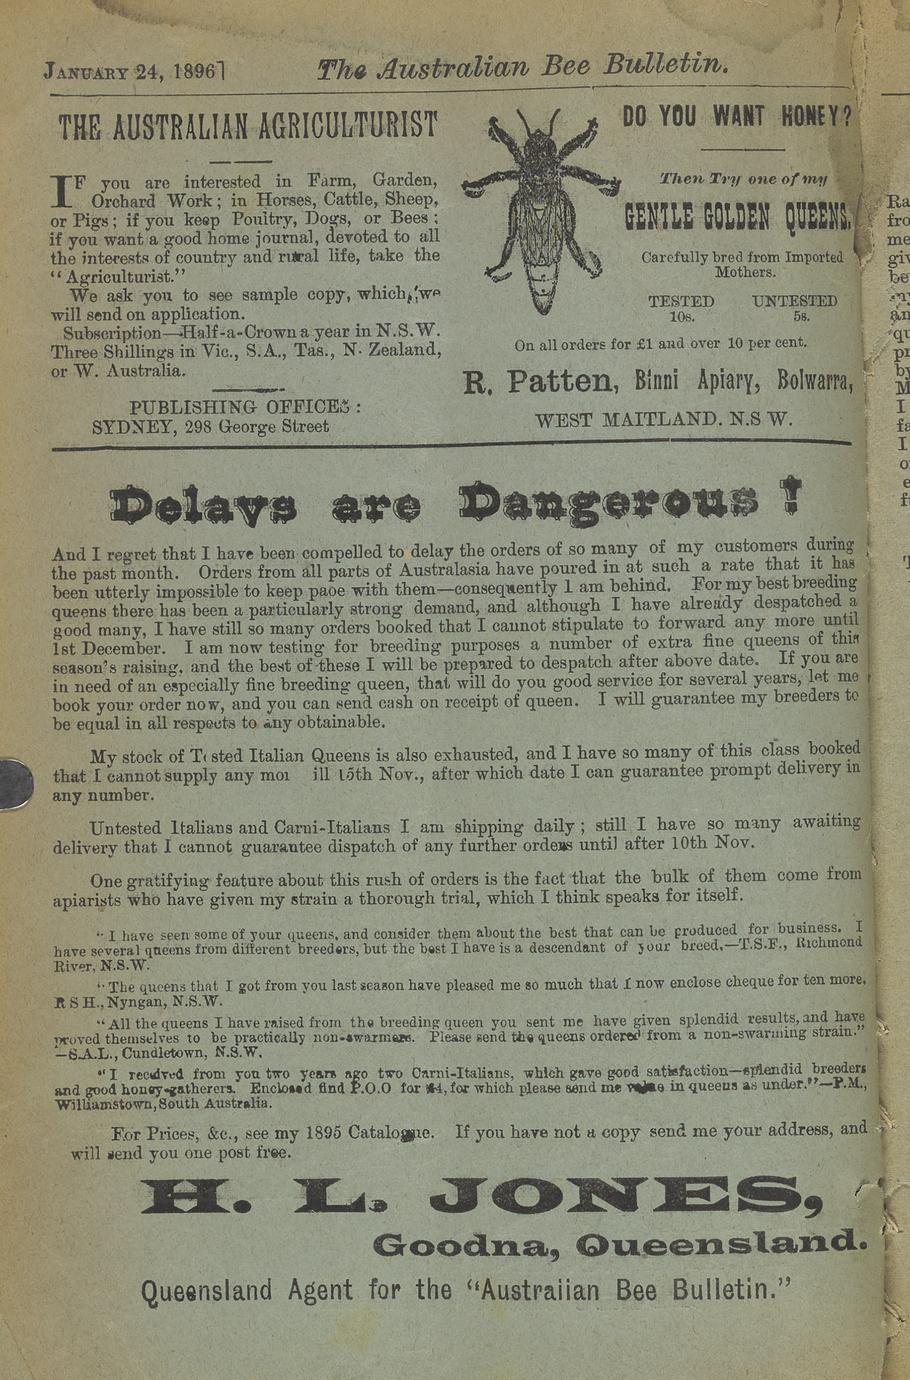 JANUARY 24, 1896]
The Australian Bee Bulletin.
THE AUSTRALIAN AGRICULTURIST
IF you are interested in Farm, Garden,
Orchard Work; in Horses, Cattle, Sheep,
or Pigs; if you keep Poultry, Dogs, or Bees;
if you want a good home journal, devoted to all
the interests of country and rural life, take the
"Agriculturist."
We ask you to see sample copy, which we
will send on application.
Subscription—Half-a-Crown a year in N.S.W.
Three Shillings in Vic., S.A., Tas., N. Zealand,
or W. Australia.
PUBLISHING OFFICES:
SYDNEY, 298 George Street
DO YOU WANT HONEY?
Then Try one of my
GENTLE GOLDEN QUEENS.
Carefully bred from Imported
Mothers.
TESTED UNTESTED
10s. 5s.
On all orders for £1 and over 10 per cent.
R. Patten, Binni Apiary, Bolwarra,
WEST MAITLAND. N.S W.
Delays are Dangerous !
And I regret that I have been compelled to delay the orders of so many of my customers during
the past month. Orders from all parts of Australasia have poured in at such a rate that it has
been utterly impossible to keep pace with them—consequently I am behind. For my best breeding
queens there has been a particularly strong demand, and although I have already despatched a
good many, I have still so many orders booked that I cannot stipulate to forward any more until
1st December. I am now testing for breeding purposes a number of extra fine queens of this
season's raising, and the best of these I will be prepared to despatch after above date. If you are
in need of an especially fine breeding queen, that will do you good service for several years, let me
book your order now, and you can send cash on receipt of queen. I will guarantee my breeders to
be equal in all respects to any obtainable.
My stock of Tested Italian Queens is also exhausted, and I have so many of this class booked
that I cannot supply any mor ill 15th Nov., after which date I can guarantee prompt delivery in
any number.
Untested Italians and Carni-Italians I am shipping daily; still I have so many awaiting
delivery that I cannot guarantee dispatch of any further orders until after 10th Nov.
One gratifying feature about this rush of orders is the fact that the bulk of them come from
apiarists who have given my strain a thorough trial, which I think speaks for itself.
"I have seen some of your queens, and consider them about the best that can be produced for business. I
have several queens from different breeders, but the best I have is a descendant of your breed,—T.S.F., Richmond
River, N.S.W.
"The queens that I got from you last season have pleased me so much that I now enclose cheque for ten more.
R S H., Nyngan, N.S.W.
"All the queens I have raised from the breeding queen you sent me have given splendid results, and have
proved themselves to be practically non-swarmers. Please send the queens ordered from a non-swarming strain."
—S.A.L., Cundletown, N.S.W.
"I received from you two years ago two Carni-Italians, which gave good satisfaction—splendid breeders
and good honey-gatherers. Enclosed find P.O.O for £4, for which please send me value in queens as under."—P.M.,
Williamstown, South Australia.
For Prices, &c., see my 1895 Catalogue. If you have not a copy send me your address, and
will send you one post free.
H. L. JONES,
Goodna, Queensland.
Queensland Agent for the "Australian Bee Bulletin."